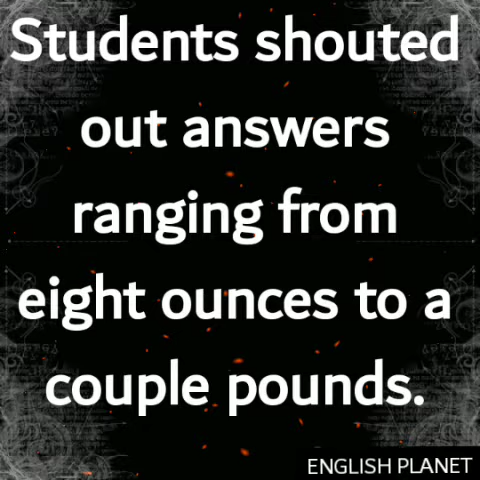 Students shouted
out answers
ranging from
eight ounces to a
couple pounds.
ENGLISH PLANET